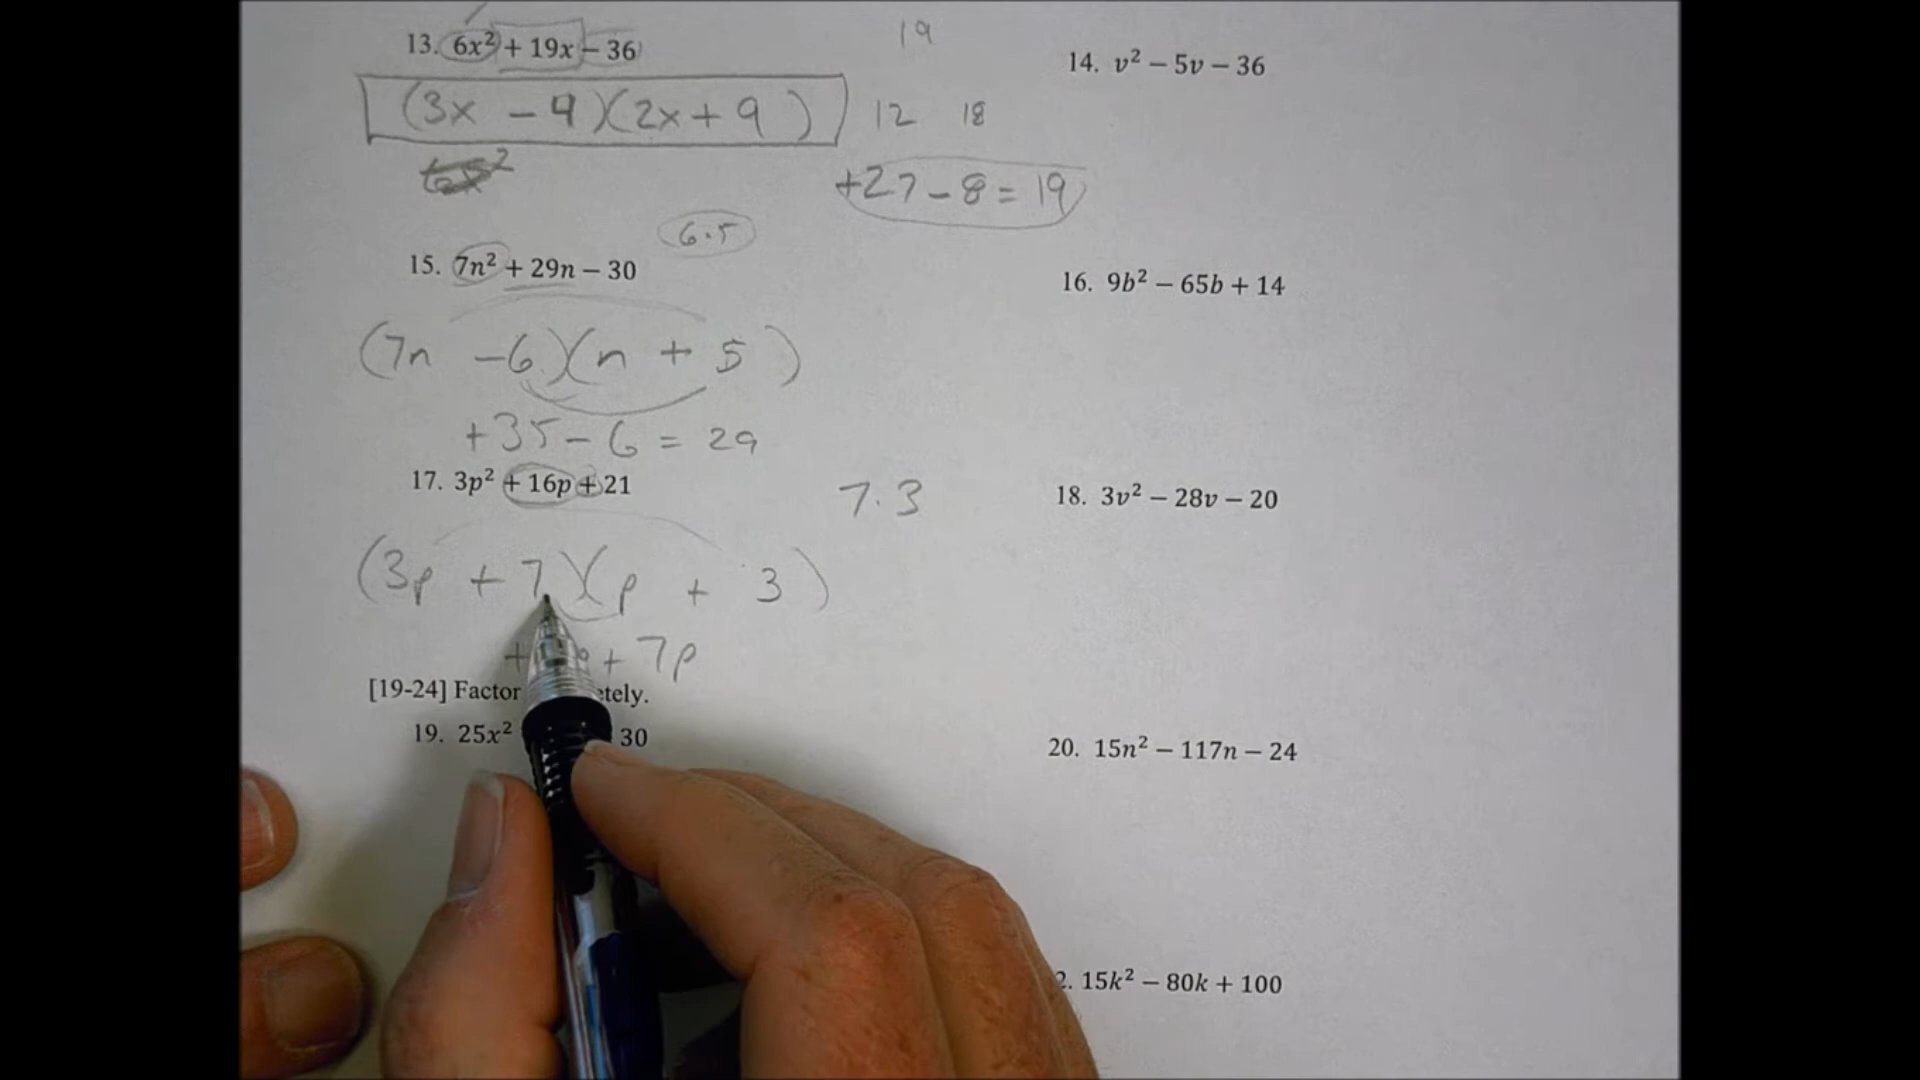 13. 6x² + 19x − 36
19
14. v² − 5v − 36
(3x − 4)(2x + 9)
12 18
+27 − 8 = 19
6·5
15. 7n² + 29n − 30
16. 9b² − 65b + 14
(7n − 6)(n + 5)
+35 − 6 = 29
17. 3p² + 16p + 21
7·3
18. 3v² − 28v − 20
(3p + 7)(p + 3)
+ 7p
[19-24] Factor
19. 25x² 30
20. 15n² − 117n − 24
2. 15k² − 80k + 100